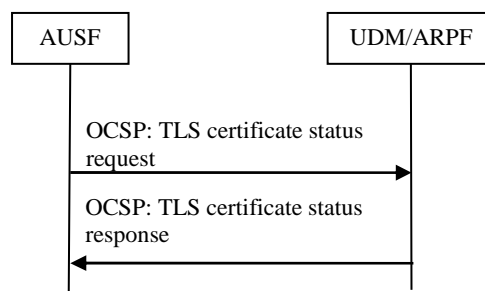 AUSF
UDM/ARPF
OCSP: TLS certificate status
request
OCSP: TLS certificate status
response